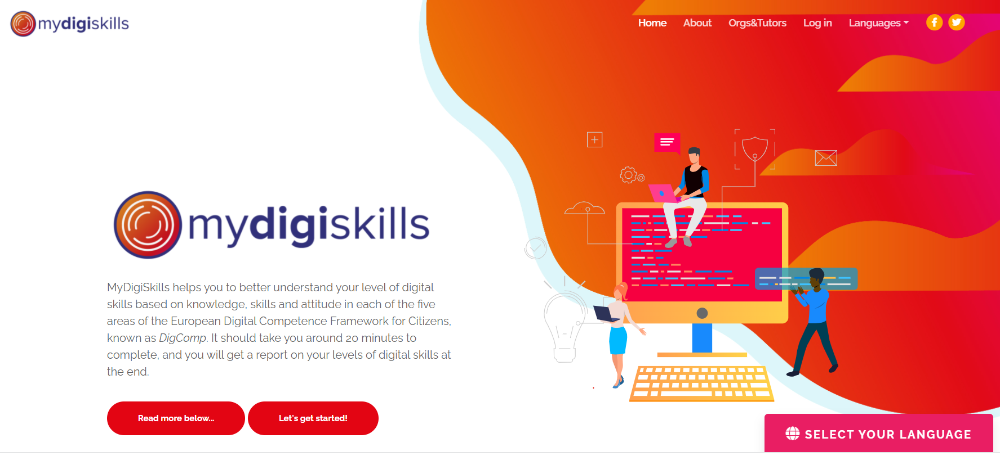 mydigiskills
Home About Orgs&Tutors Log in Languages
mydigiskills
MyDigiSkills helps you to better understand your level of digital
skills based on knowledge, skills and attitude in each of the five
areas of the European Digital Competence Framework for Citizens,
known as DigComp. It should take you around 20 minutes to
complete, and you will get a report on your levels of digital skills at
the end.
Read more below... Let's get started!
SELECT YOUR LANGUAGE